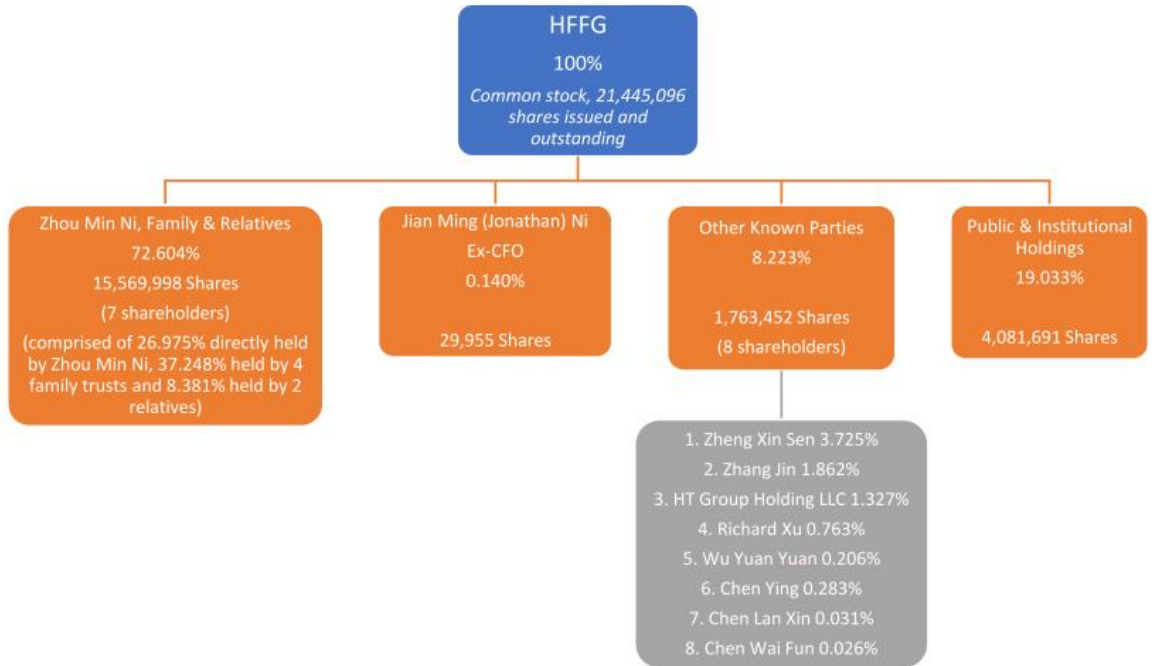 HFFG
100%
Common stock, 21,445,096
shares issued and
outstanding
Zhou Min Ni, Family & Relatives
72.604%
15,569,998 Shares
(7 shareholders)
(comprised of 26.975% directly held
by Zhou Min Ni, 37.248% held by 4
family trusts and 8.381% held by 2
relatives)
Jian Ming (Jonathan) Ni
Ex-CFO
0.140%
29,955 Shares
Other Known Parties
8.223%
1,763,452 Shares
(8 shareholders)
Public & Institutional
Holdings
19.033%
4,081,691 Shares
1. Zheng Xin Sen 3.725%
2. Zhang Jin 1.862%
3. HT Group Holding LLC 1.327%
4. Richard Xu 0.763%
5. Wu Yuan Yuan 0.206%
6. Chen Ying 0.283%
7. Chen Lan Xin 0.031%
8. Chen Wai Fun 0.026%